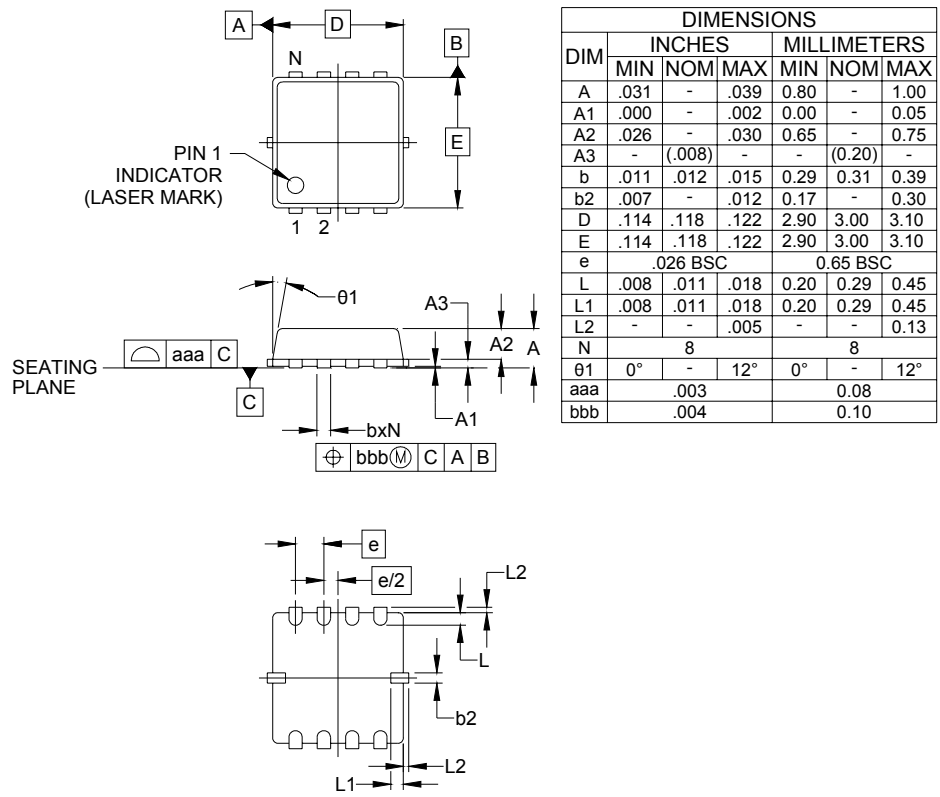 A
D
B
N
E
PIN 1
INDICATOR
(LASER MARK)
1 2
θ1
A3
A2 A
aaa C
SEATING
PLANE
C
A1
bxN
⌖ bbbⓂ C A B
e
e/2
L2
L
b2
L2
L1
DIMENSIONS
DIM INCHES MILLIMETERS
MIN NOM MAX MIN NOM MAX
A .031 - .039 0.80 - 1.00
A1 .000 - .002 0.00 - 0.05
A2 .026 - .030 0.65 - 0.75
A3 - (.008) - - (0.20) -
b .011 .012 .015 0.29 0.31 0.39
b2 .007 - .012 0.17 - 0.30
D .114 .118 .122 2.90 3.00 3.10
E .114 .118 .122 2.90 3.00 3.10
e .026 BSC 0.65 BSC
L .008 .011 .018 0.20 0.29 0.45
L1 .008 .011 .018 0.20 0.29 0.45
L2 - - .005 - - 0.13
N 8 8
θ1 0° - 12° 0° - 12°
aaa .003 0.08
bbb .004 0.10